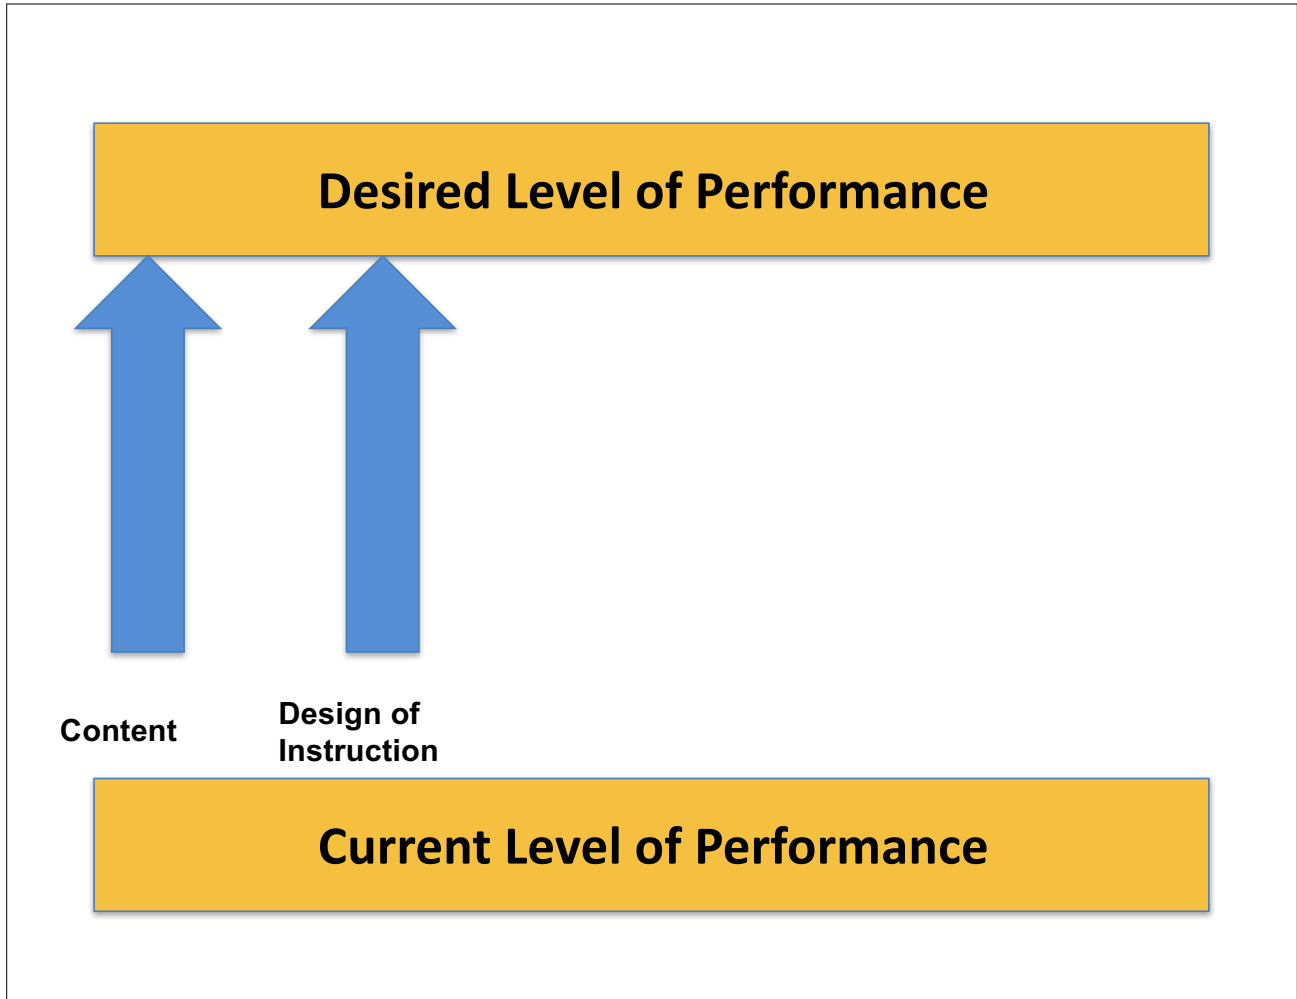 Desired Level of Performance
Content
Design of
Instruction
Current Level of Performance